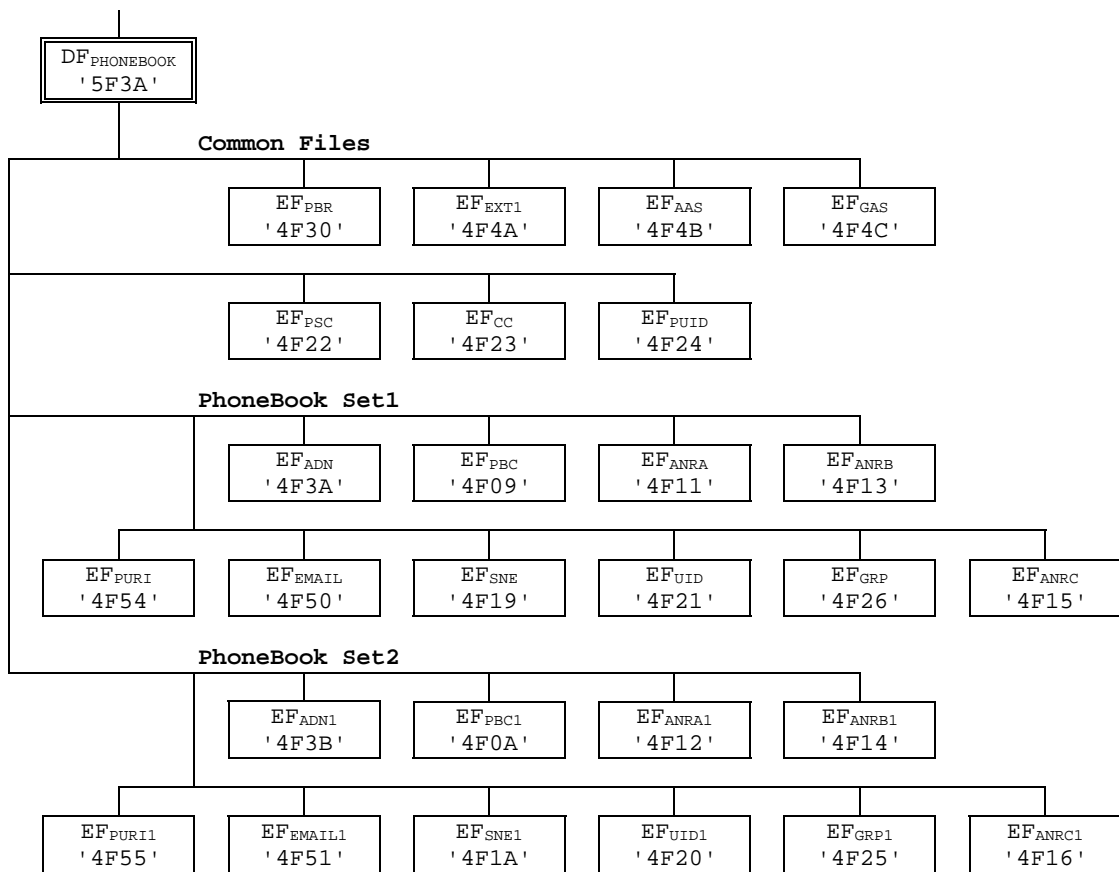 DFPHONEBOOK
'5F3A'
Common Files
EFPBR
'4F30'
EFEXT1
'4F4A'
EFAAS
'4F4B'
EFGAS
'4F4C'
EFPSC
'4F22'
EFCC
'4F23'
EFPUID
'4F24'
PhoneBook Set1
EFADN
'4F3A'
EFPBC
'4F09'
EFANRA
'4F11'
EFANRB
'4F13'
EFPURI
'4F54'
EFEMAIL
'4F50'
EFSNE
'4F19'
EFUID
'4F21'
EFGRP
'4F26'
EFANRC
'4F15'
PhoneBook Set2
EFADN1
'4F3B'
EFPBC1
'4F0A'
EFANRA1
'4F12'
EFANRB1
'4F14'
EFPURI1
'4F55'
EFEMAIL1
'4F51'
EFSNE1
'4F1A'
EFUID1
'4F20'
EFGRP1
'4F25'
EFANRC1
'4F16'